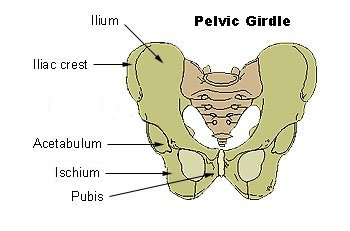 Ilium
Pelvic Girdle
Iliac crest
Acetabulum
Ischium
Pubis